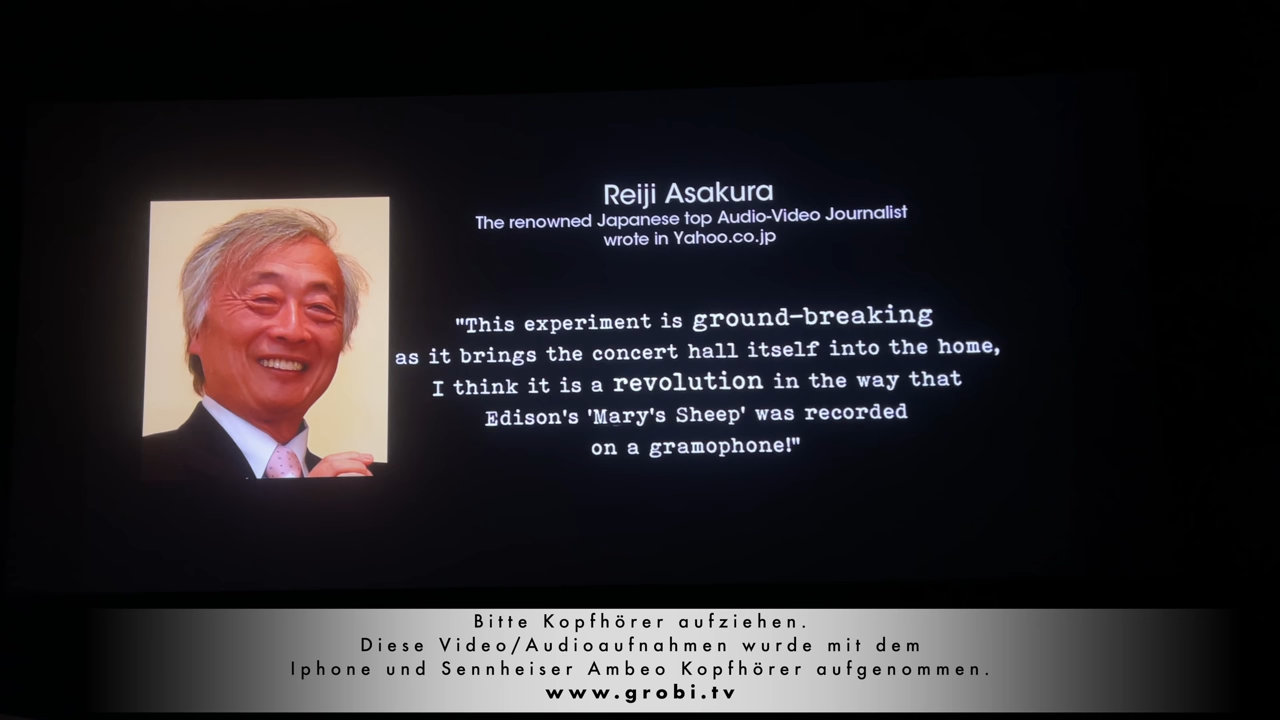 Reiji Asakura
The renowned Japanese top Audio-Video Journalist
wrote in Yahoo.co.jp
"This experiment is ground-breaking
as it brings the concert hall itself into the home,
I think it is a revolution in the way that
Edison's 'Mary's Sheep' was recorded
on a gramophone!"
Bitte Kopfhörer aufziehen.
Diese Video/Audioaufnahmen wurde mit dem
Iphone und Sennheiser Ambeo Kopfhörer aufgenommen.
www.grobi.tv